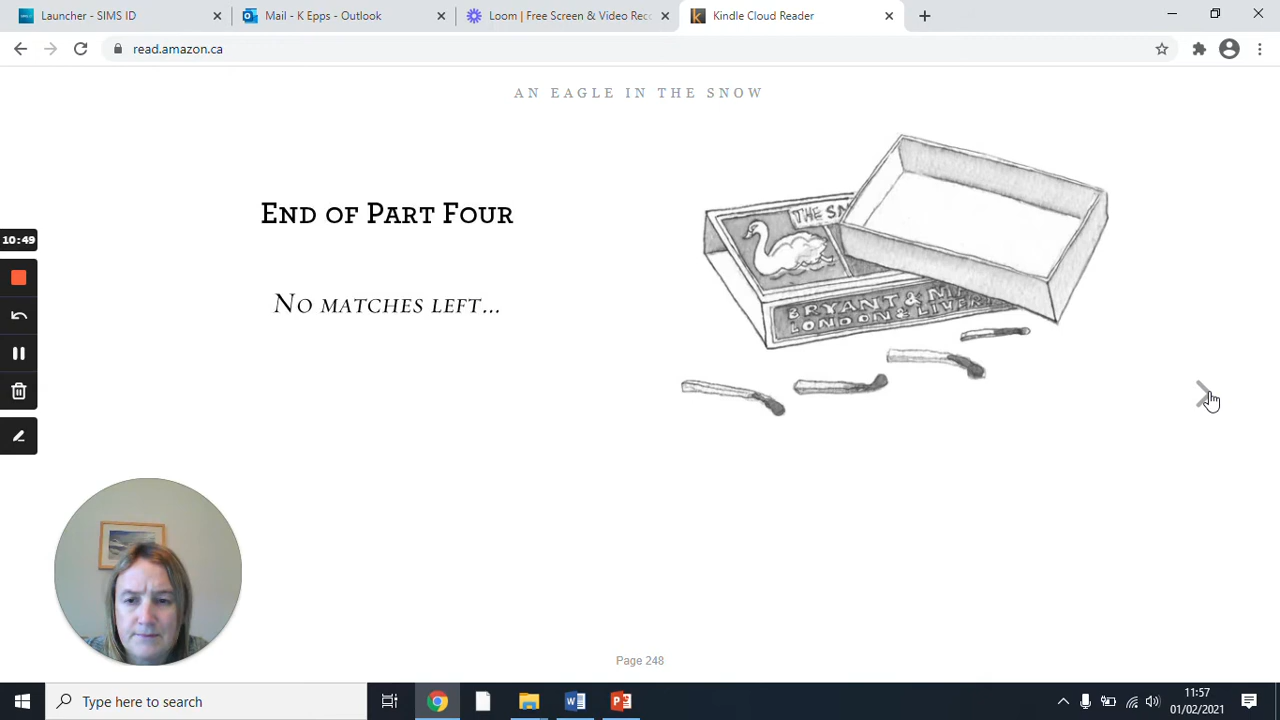 Launcher - SIMS ID
Mail - K Epps - Outlook
Loom | Free Screen & Video Rec
Kindle Cloud Reader
read.amazon.ca
AN EAGLE IN THE SNOW
END OF PART FOUR
NO MATCHES LEFT...
THE
BRYANT &
LONDON &
10:49
Page 248
Type here to search
11:57
01/02/2021